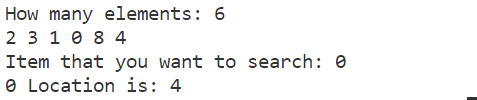 How many elements: 6
2 3 1 0 8 4
Item that you want to search: 0
0 Location is: 4